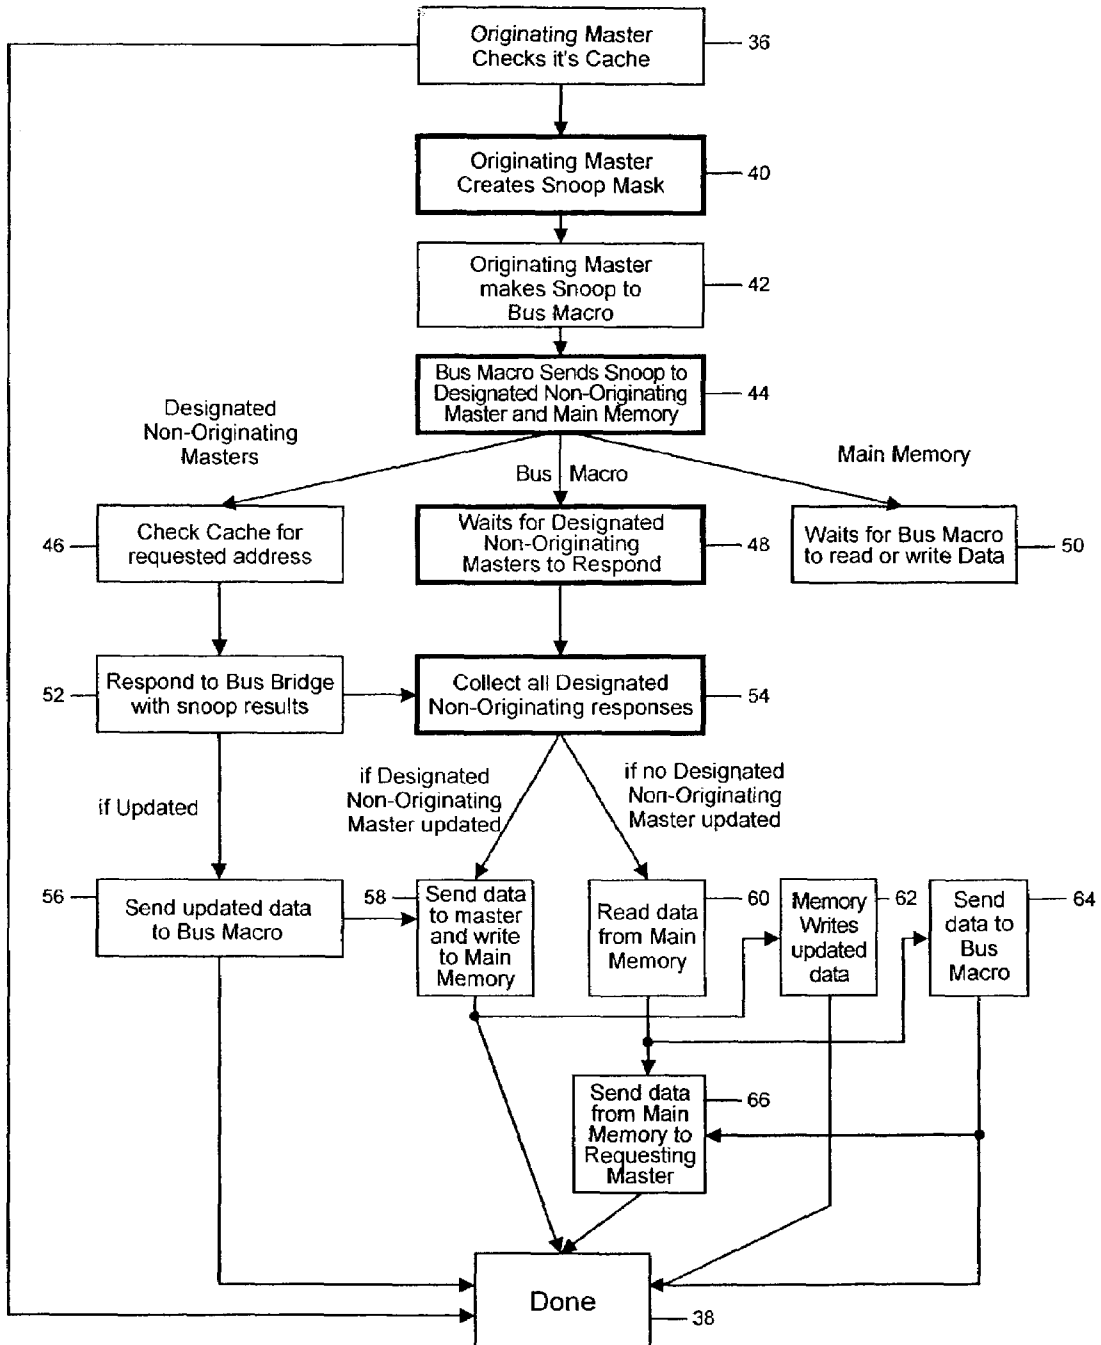 Originating Master
Checks it's Cache
36
Originating Master
Creates Snoop Mask
40
Originating Master
makes Snoop to
Bus Macro
42
Bus Macro Sends Snoop to
Designated Non-Originating
Master and Main Memory
44
Designated
Non-Originating
Masters
Bus Macro
Main Memory
46
Check Cache for
requested address
Waits for Designated
Non-Originating
Masters to Respond
48
Waits for Bus Macro
to read or write Data
50
52
Respond to Bus Bridge
with snoop results
Collect all Designated
Non-Originating responses
54
if Updated
if Designated
Non-Originating
Master updated
if no Designated
Non-Originating
Master updated
56
Send updated data
to Bus Macro
58
Send data
to master
and write
to Main
Memory
60
Read data
from Main
Memory
62
Memory
Writes
updated
data
64
Send
data to
Bus
Macro
Send data
from Main
Memory to
Requesting
Master
66
Done
38